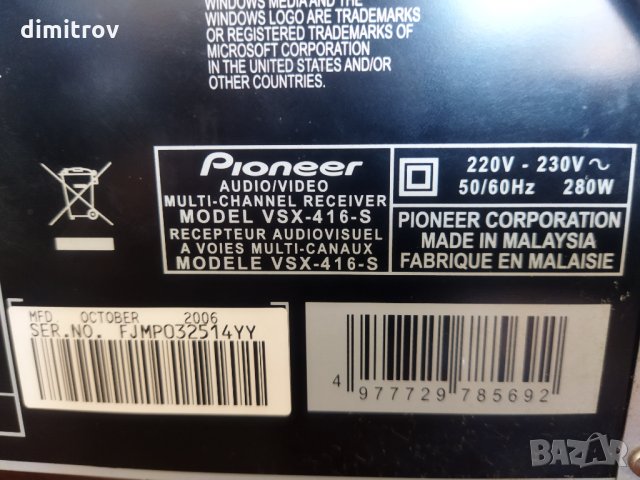 dimitrov
WINDOWS MEDIA AND THE
WINDOWS LOGO ARE TRADEMARKS
OR REGISTERED TRADEMARKS OF
MICROSOFT CORPORATION
IN THE UNITED STATES AND/OR
OTHER COUNTRIES.
Pioneer
AUDIO/VIDEO
MULTI-CHANNEL RECEIVER
MODEL VSX-416-S
RECEPTEUR AUDIOVISUEL
A VOIES MULTI-CANAUX
MODELE VSX-416-S
220V - 230V ~
50/60Hz 280W
PIONEER CORPORATION
MADE IN MALAYSIA
FABRIQUE EN MALAISIE
MFD. OCTOBER 2006
SER.NO. FJMP032514YY
4 977729 785692
BAZAR